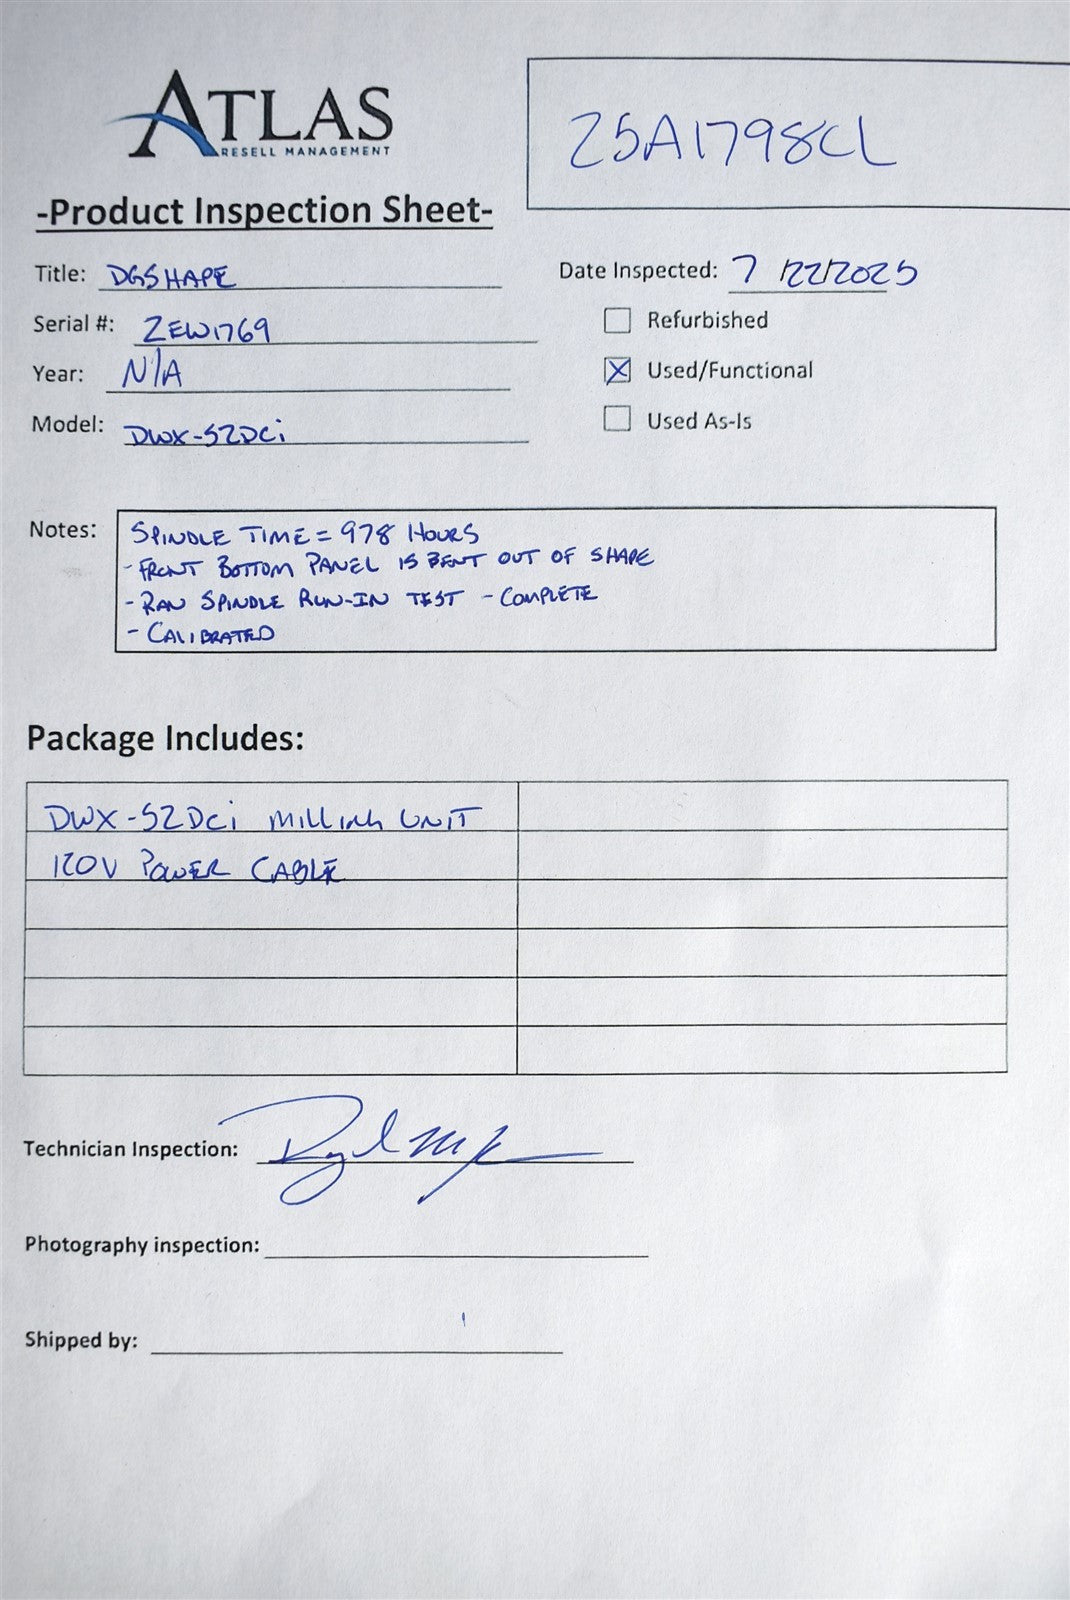 ATLAS
RESELL MANAGEMENT
25A1798CL
-Product Inspection Sheet-
Title: DGSHAPE
Date Inspected: 7/22/2025
Serial #: ZEW1769
Refurbished
Year: N/A
Used/Functional
Model: DWX-52DCi
Used As-Is
Notes: SPINDLE TIME = 978 HOURS
- FRONT BOTTOM PANEL IS BENT OUT OF SHAPE
- RAN SPINDLE RUN-IN TEST - COMPLETE
- CALIBRATED
Package Includes:
DWX-52DCi MILLING UNIT
120V POWER CABLE
Technician Inspection:
Photography inspection:
Shipped by: